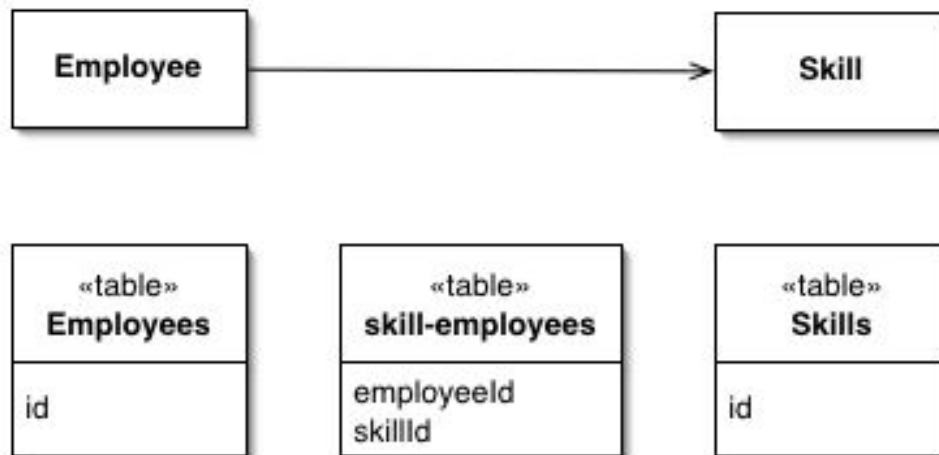 Employee
Skill
«table»
Employees
id
«table»
skill-employees
employeeId
skillId
«table»
Skills
id